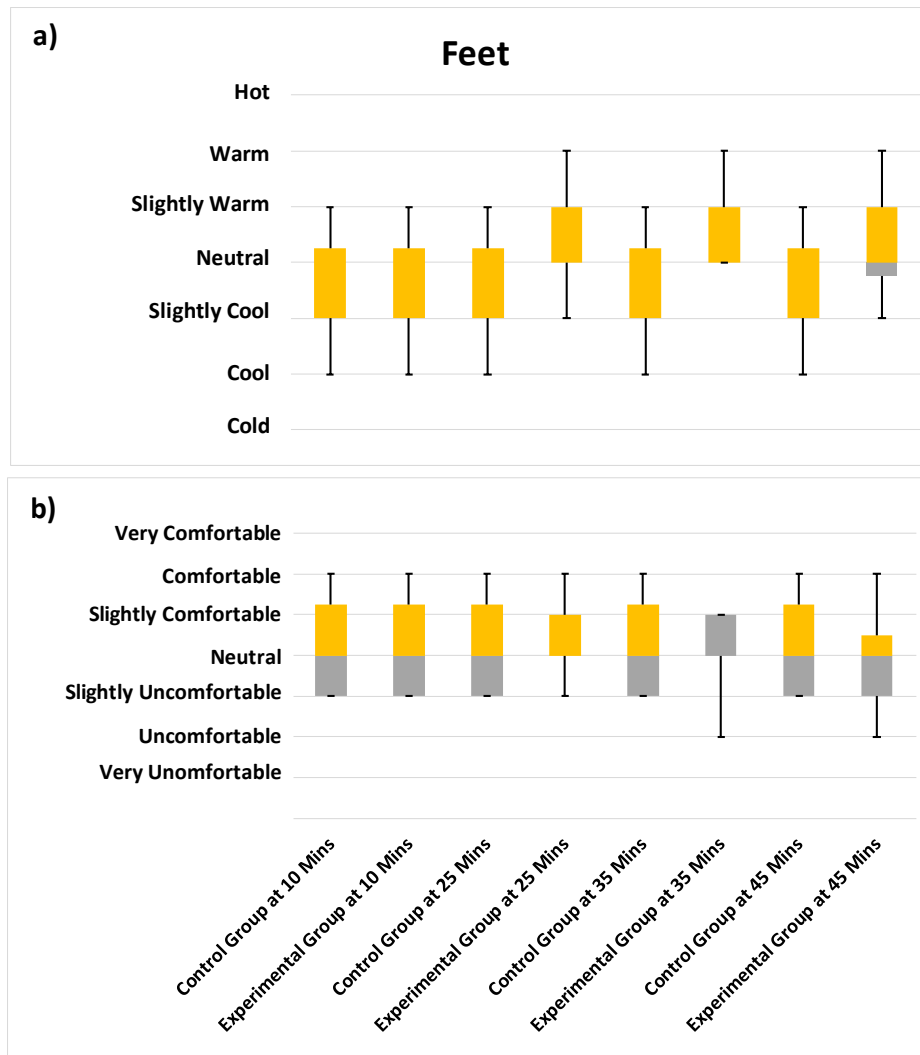 a)
Feet
Hot
Warm
Slightly Warm
Neutral
Slightly Cool
Cool
Cold
b)
Very Comfortable
Comfortable
Slightly Comfortable
Neutral
Slightly Uncomfortable
Uncomfortable
Very Unomfortable
Control Group at 10 Mins
Experimental Group at 10 Mins
Control Group at 25 Mins
Experimental Group at 25 Mins
Control Group at 35 Mins
Experimental Group at 35 Mins
Control Group at 45 Mins
Experimental Group at 45 Mins